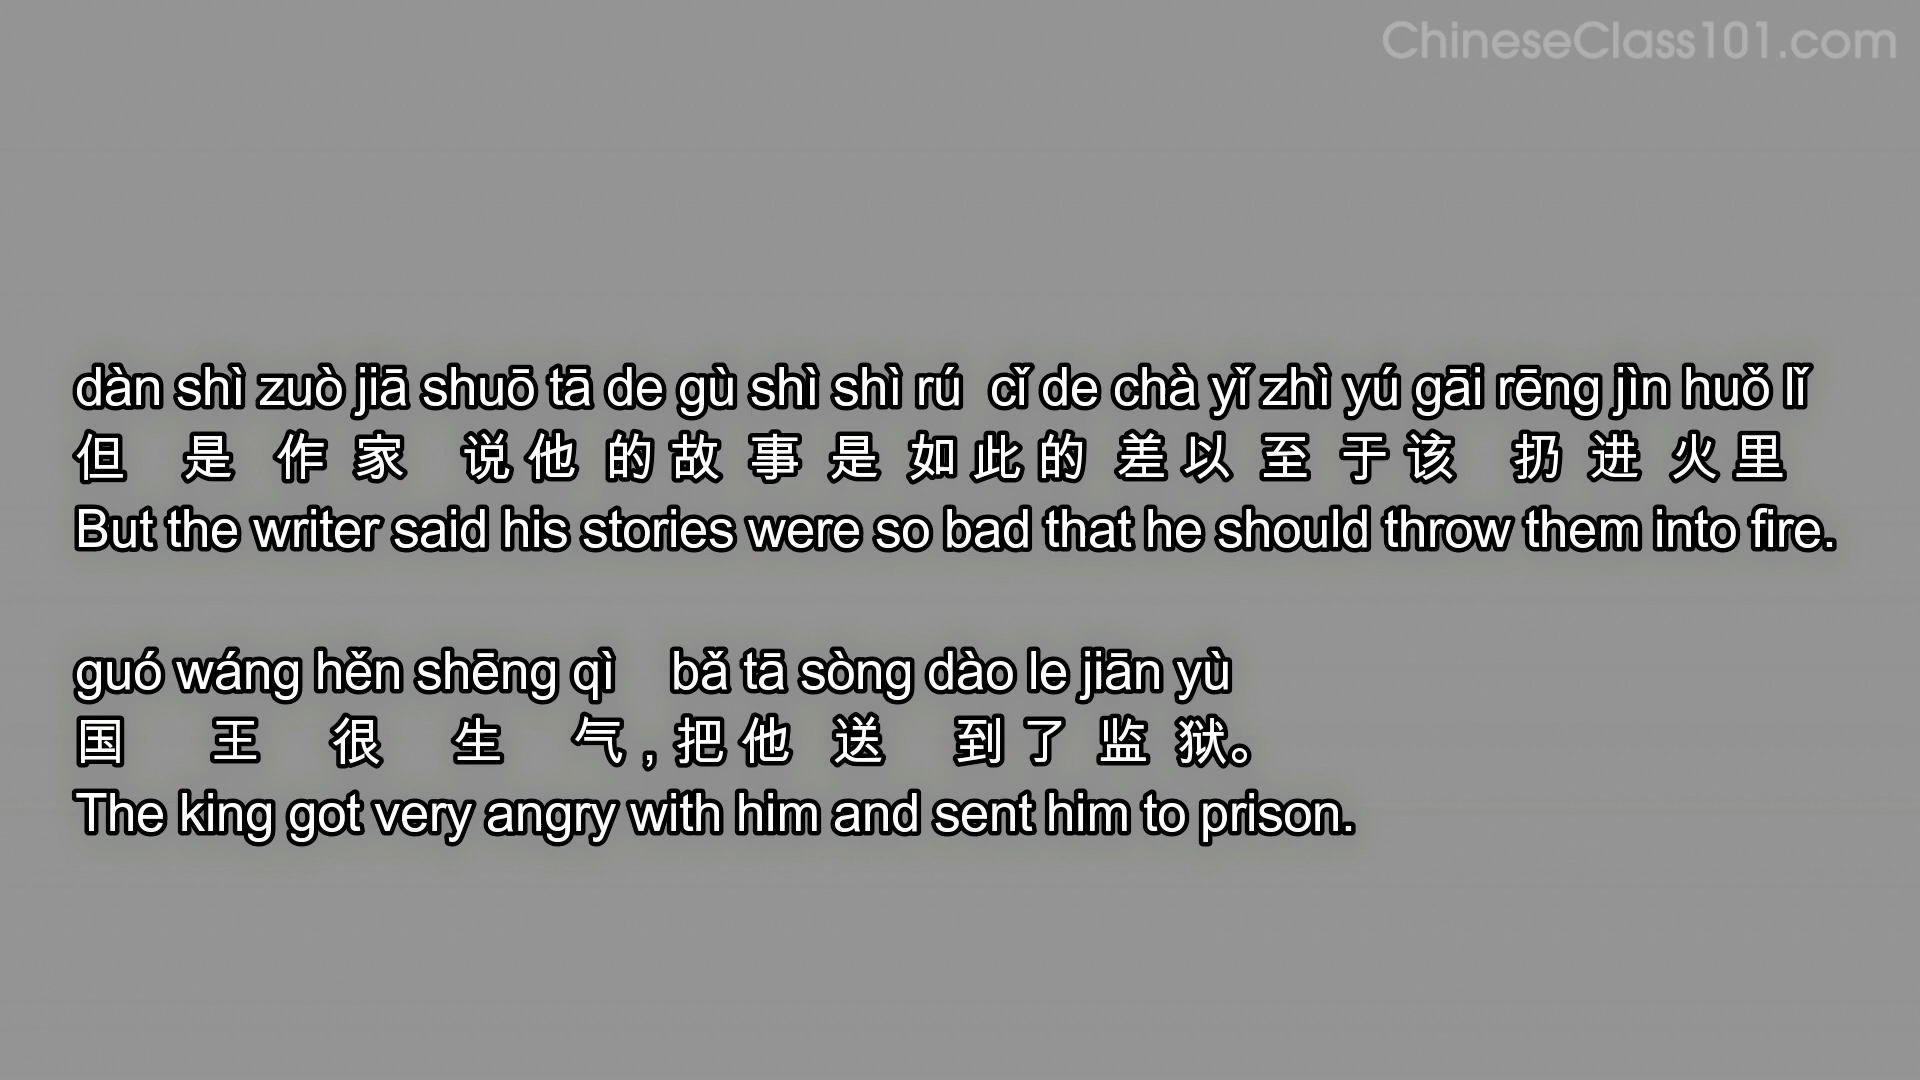 ChineseClass101.com
dàn shì zuò jiā shuō tā de gù shì shì rú cǐ de chà yǐ zhì yú gāi rēng jìn huǒ lǐ
但是作家说他的故事是如此的差以至于该扔进火里
But the writer said his stories were so bad that he should throw them into fire.
guó wáng hěn shēng qì bǎ tā sòng dào le jiān yù
国王很生气,把他送到了监狱。
The king got very angry with him and sent him to prison.